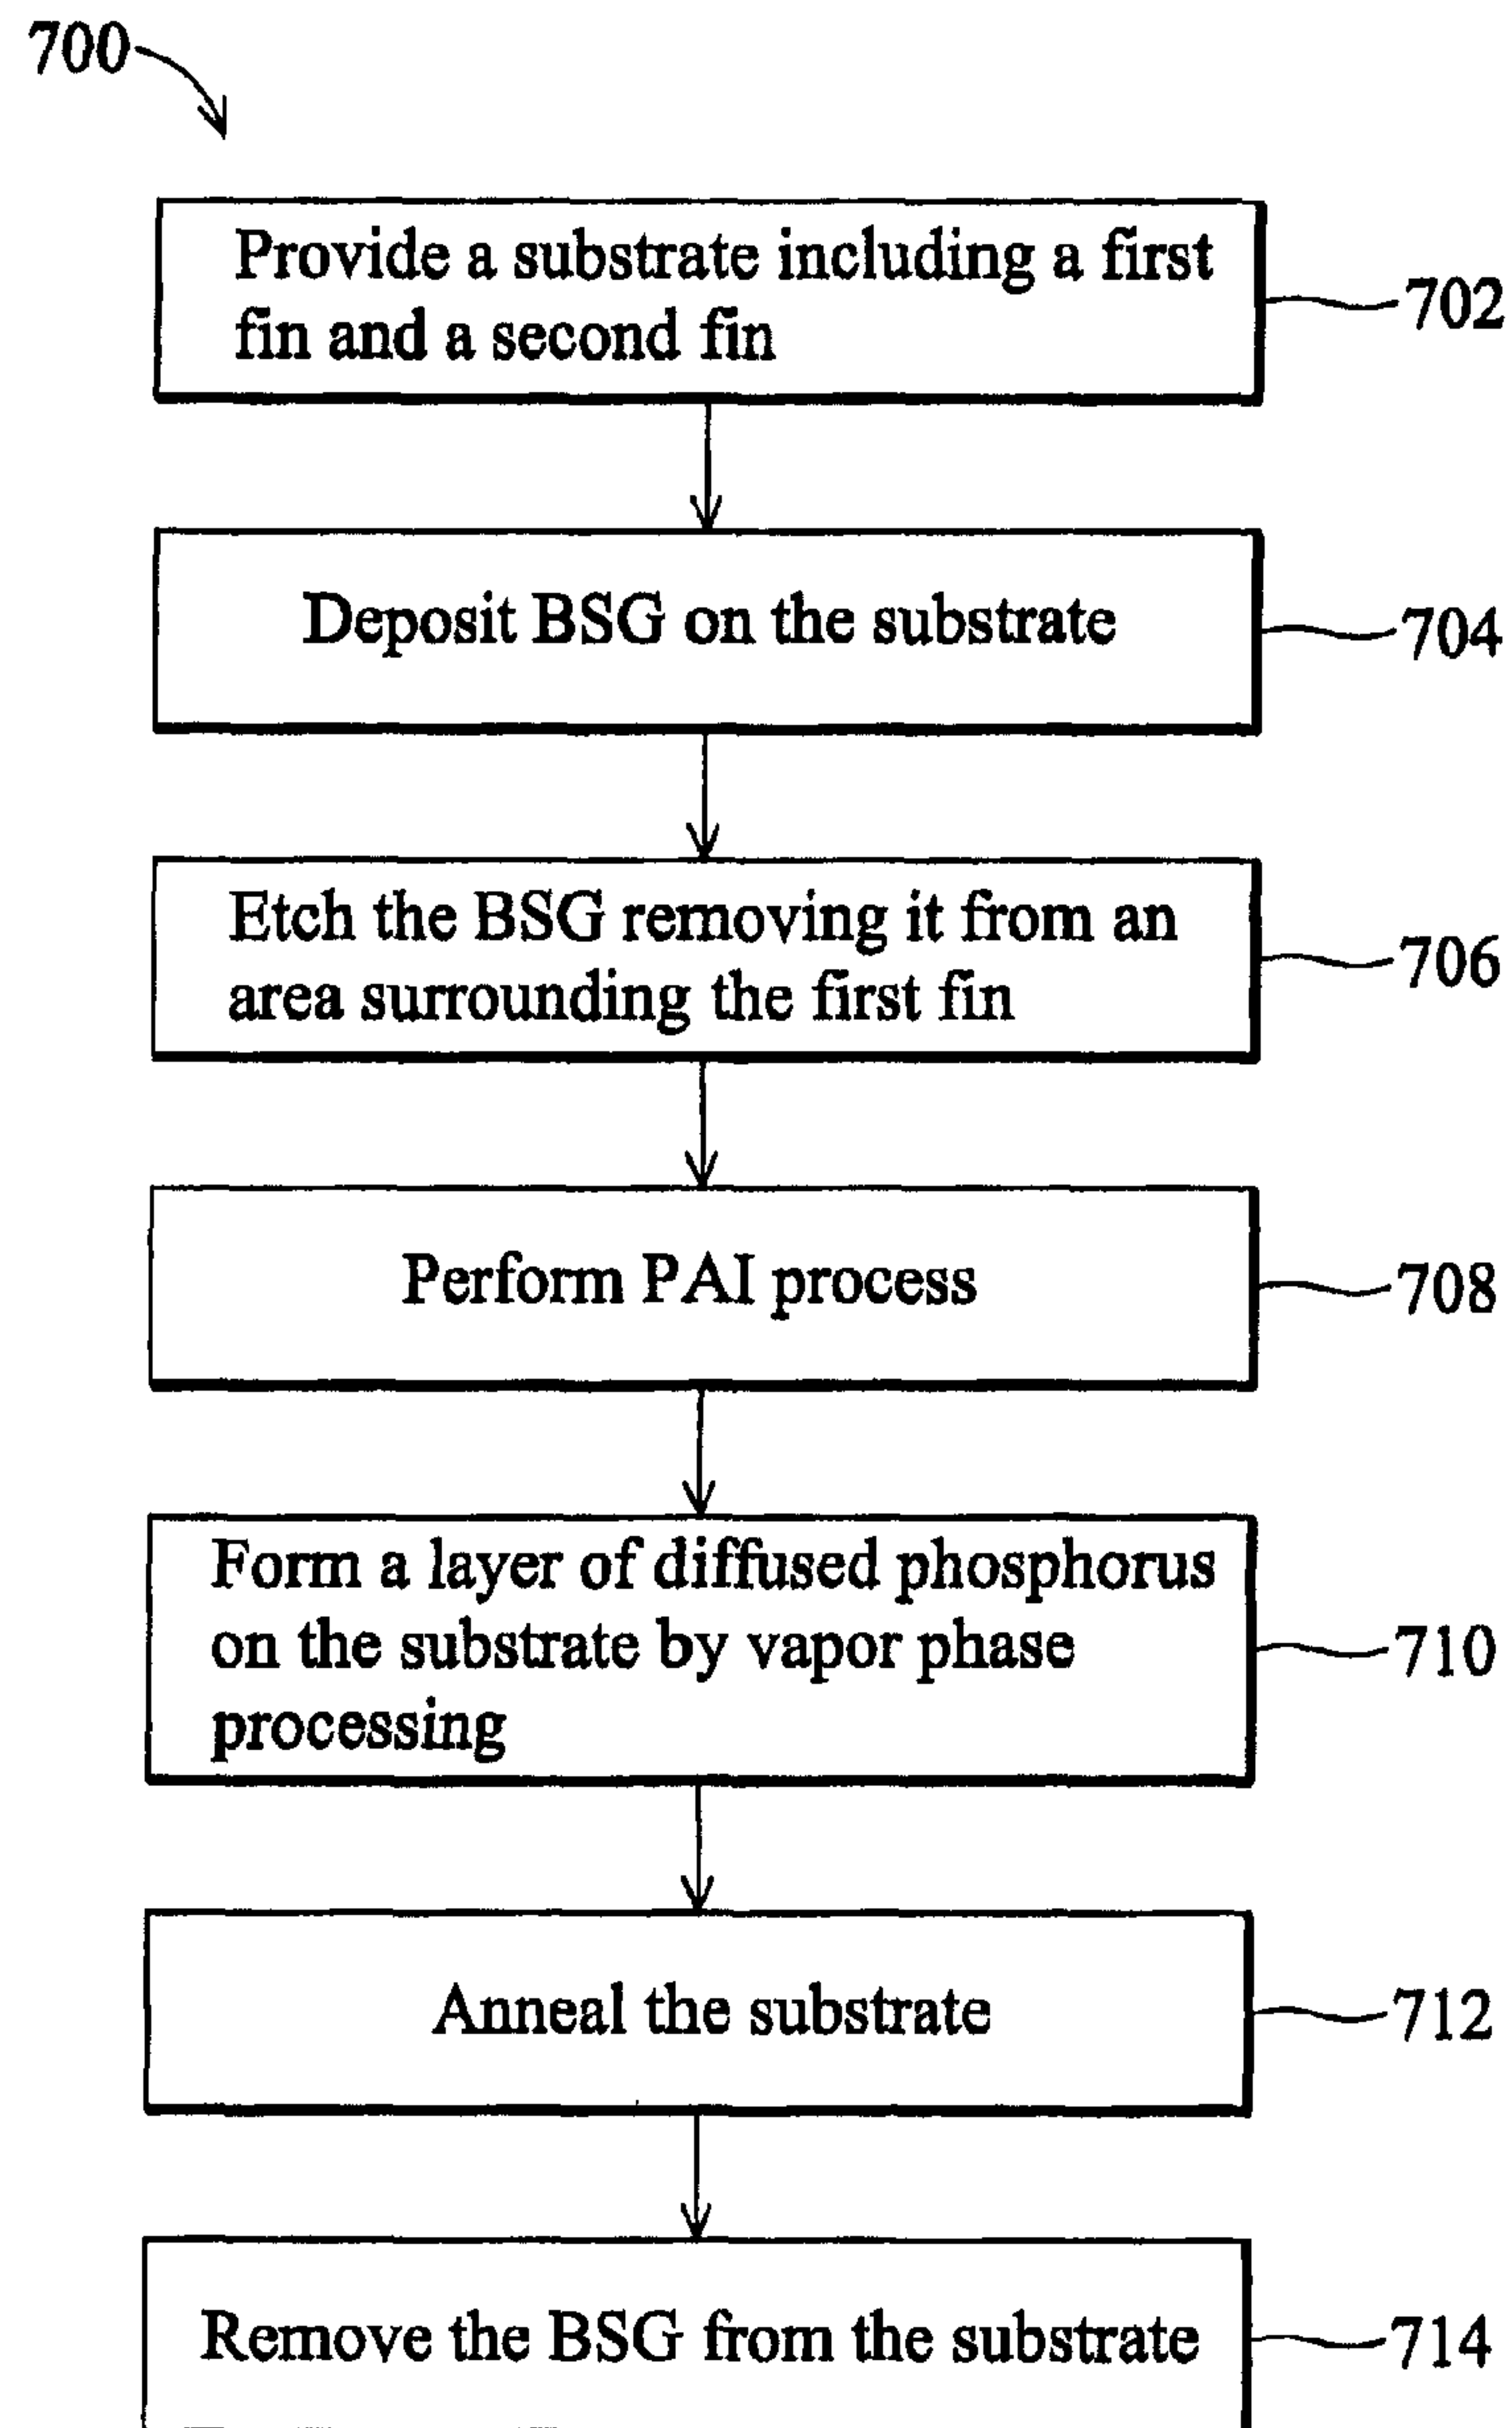 700
Provide a substrate including a first
fin and a second fin
702
Deposit BSG on the substrate
704
Etch the BSG removing it from an
area surrounding the first fin
706
Perform PAI process
708
Form a layer of diffused phosphorus
on the substrate by vapor phase
processing
710
Anneal the substrate
712
Remove the BSG from the substrate
714